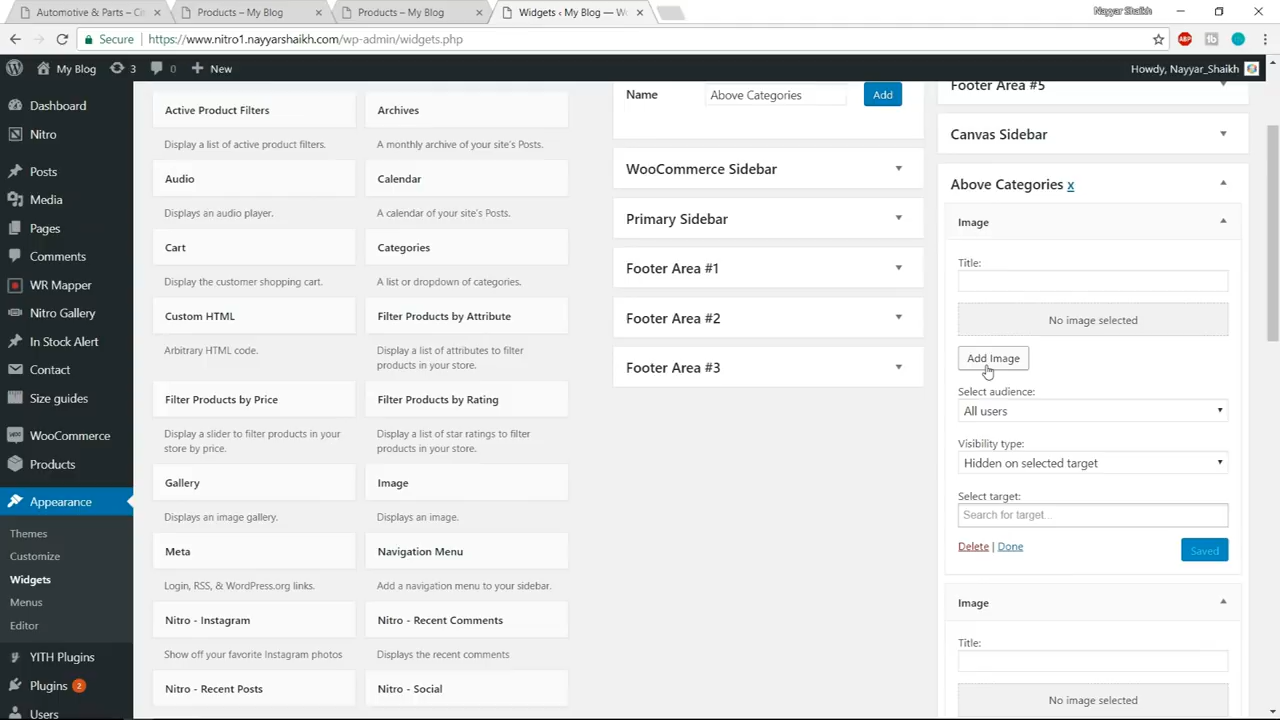 Automotive & Parts – Ci
Products – My Blog
Products – My Blog
Widgets ‹ My Blog — W
Nayyar Shaikh
Secure
https://www.nitro1.nayyarshaikh.com/wp-admin/widgets.php
My Blog
3
0
New
Howdy, Nayyar_Shaikh
Dashboard
Nitro
Posts
Media
Pages
Comments
WR Mapper
Nitro Gallery
In Stock Alert
Contact
Size guides
WooCommerce
Products
Appearance
Themes
Customize
Widgets
Menus
Editor
YITH Plugins
Plugins 2
Users
Active Product Filters
Display a list of active product filters.
Audio
Displays an audio player.
Cart
Display the customer shopping cart.
Custom HTML
Arbitrary HTML code.
Filter Products by Price
Display a slider to filter products in your
store by price.
Gallery
Displays an image gallery.
Meta
Login, RSS, & WordPress.org links.
Nitro - Instagram
Show off your favorite Instagram photos
Nitro - Recent Posts
Archives
A monthly archive of your site's Posts.
Calendar
A calendar of your site's Posts.
Categories
A list or dropdown of categories.
Filter Products by Attribute
Display a list of attributes to filter
products in your store.
Filter Products by Rating
Display a list of star ratings to filter
products in your store.
Image
Displays an image.
Navigation Menu
Add a navigation menu to your sidebar.
Nitro - Recent Comments
Displays the recent comments
Nitro - Social
Name
Above Categories
Add
WooCommerce Sidebar
Primary Sidebar
Footer Area #1
Footer Area #2
Footer Area #3
Footer Area #5
Canvas Sidebar
Above Categories x
Image
Title:
No image selected
Add Image
Select audience:
All users
Visibility type:
Hidden on selected target
Select target:
Search for target...
Delete | Done
Saved
Image
Title:
No image selected